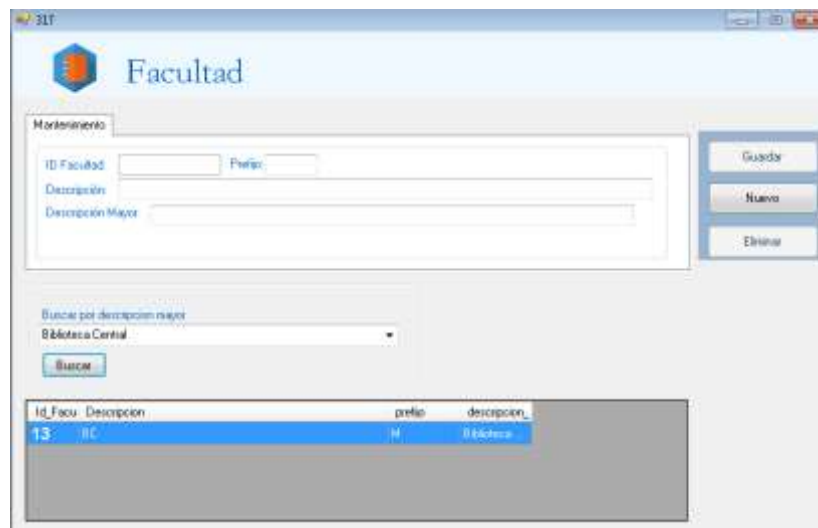 Facultad
Mantenimiento
ID Facultad
Prefijo:
Descripción
Descripción Mayor
Guardar
Nuevo
Eliminar
Buscar por descripcion mayor
Biblioteca Central
Buscar
Id_Facu Descripcion prefijo descripcion_
13 BC M Biblioteca ...